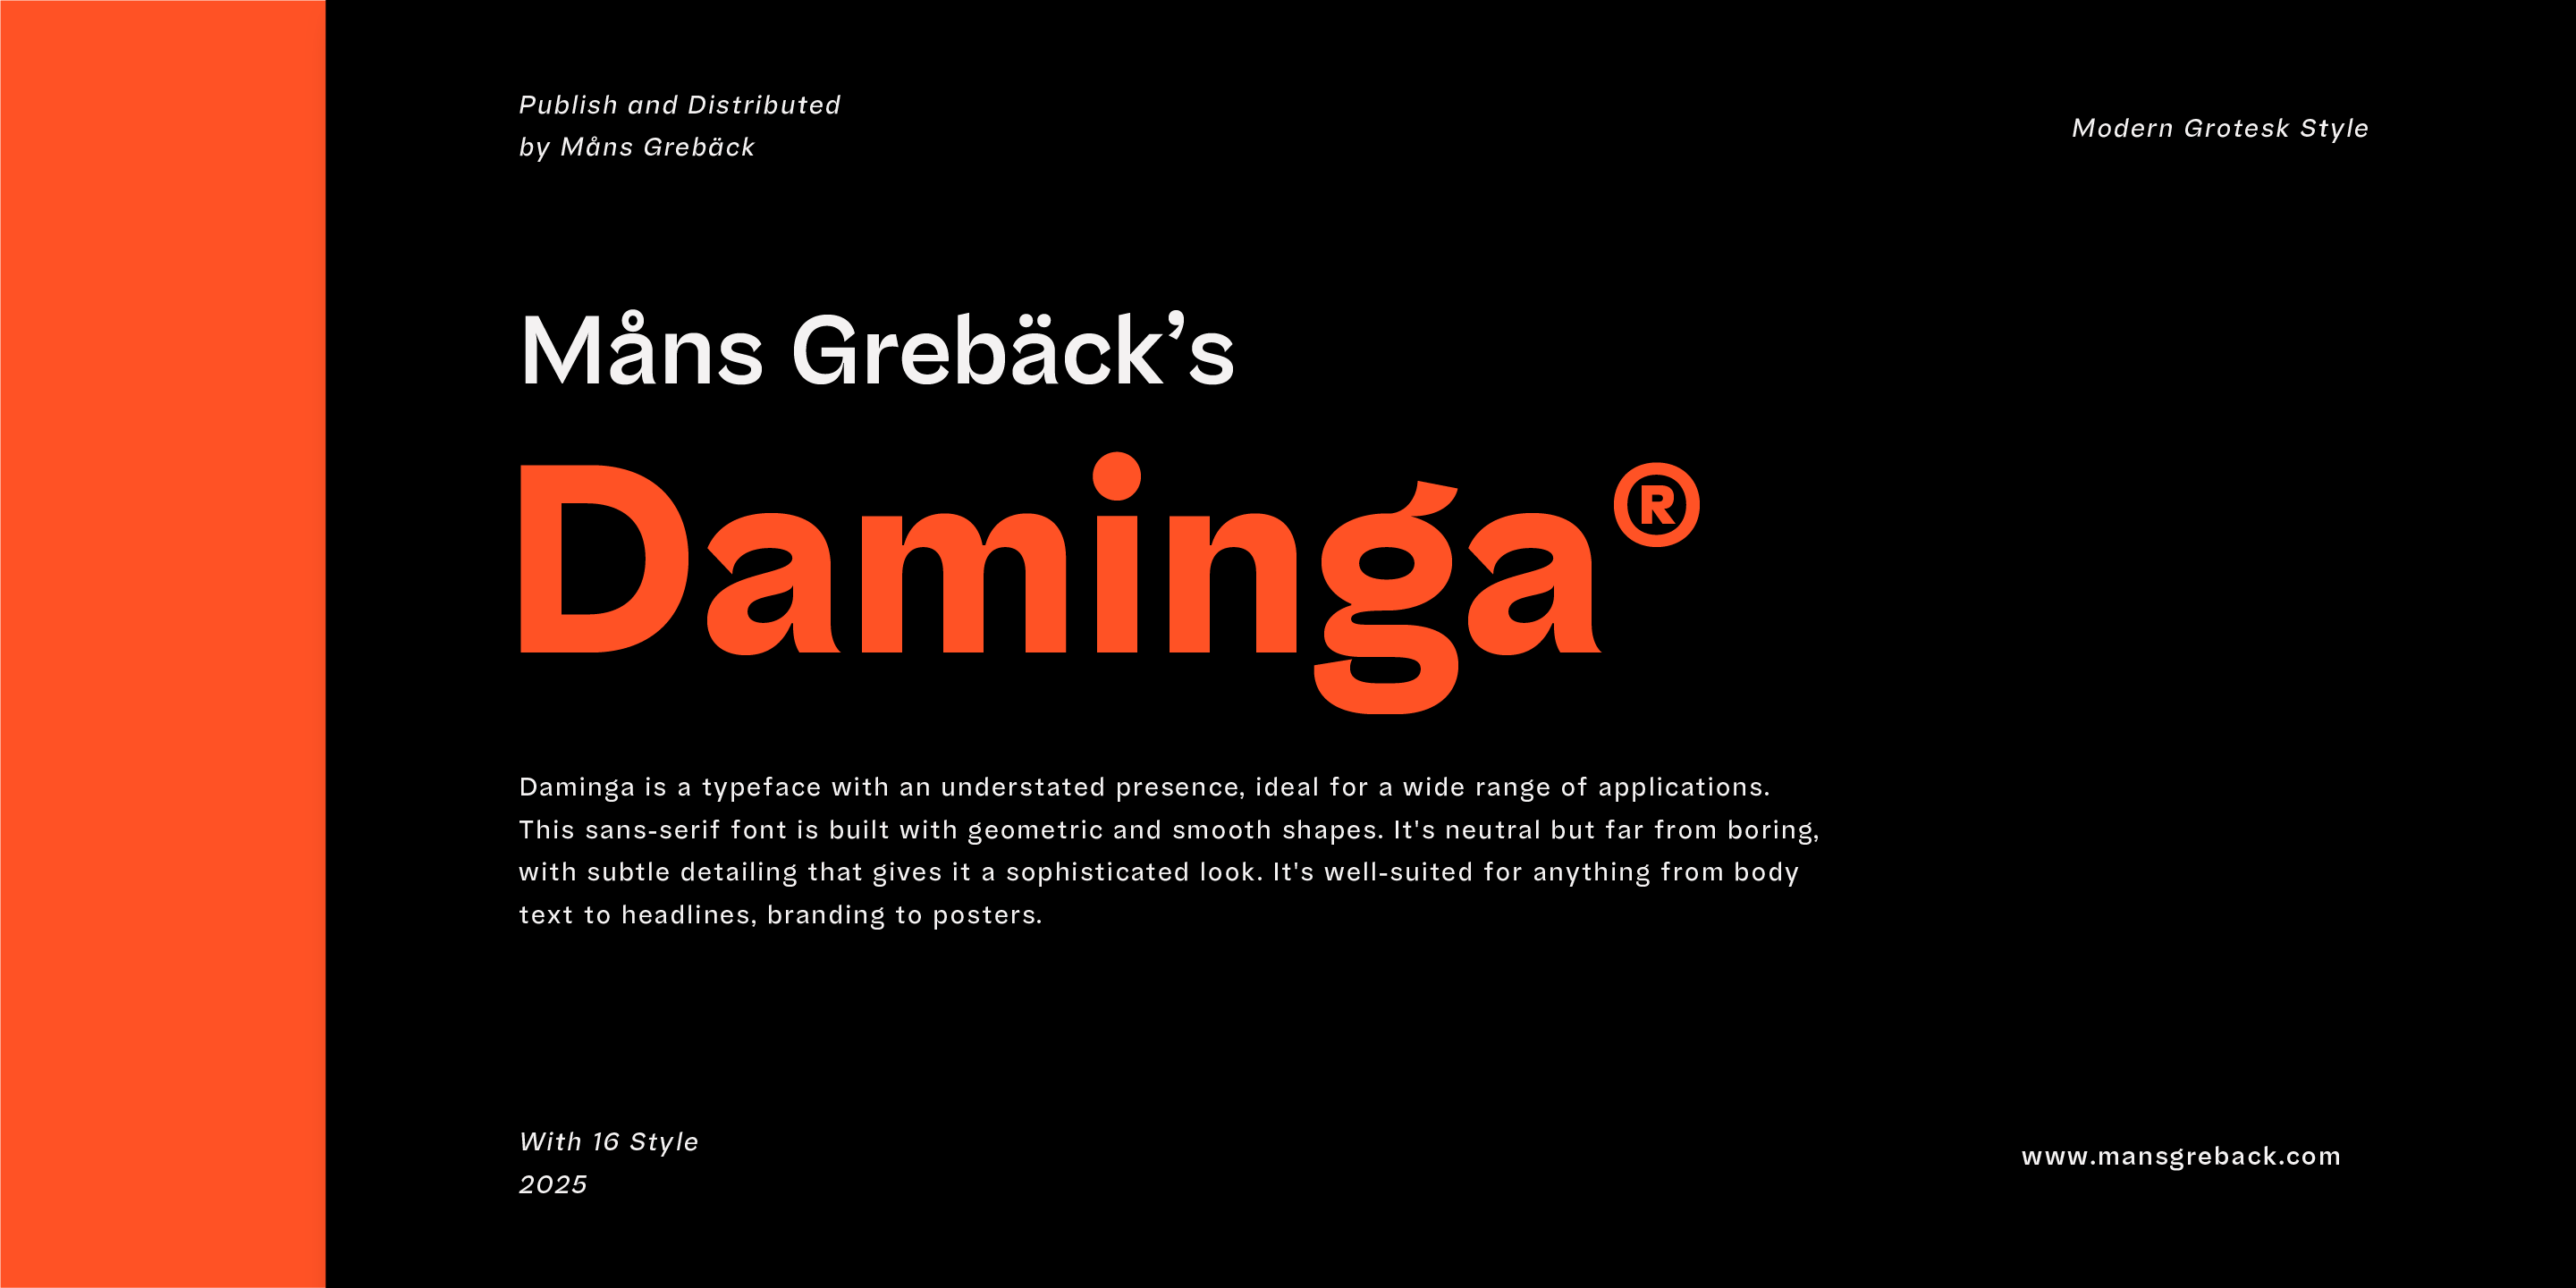 Publish and Distributed
by Måns Grebäck
Modern Grotesk Style
Måns Grebäck’s
Daminga®
Daminga is a typeface with an understated presence, ideal for a wide range of applications.
This sans-serif font is built with geometric and smooth shapes. It's neutral but far from boring,
with subtle detailing that gives it a sophisticated look. It's well-suited for anything from body
text to headlines, branding to posters.
With 16 Style
2025
www.mansgreback.com